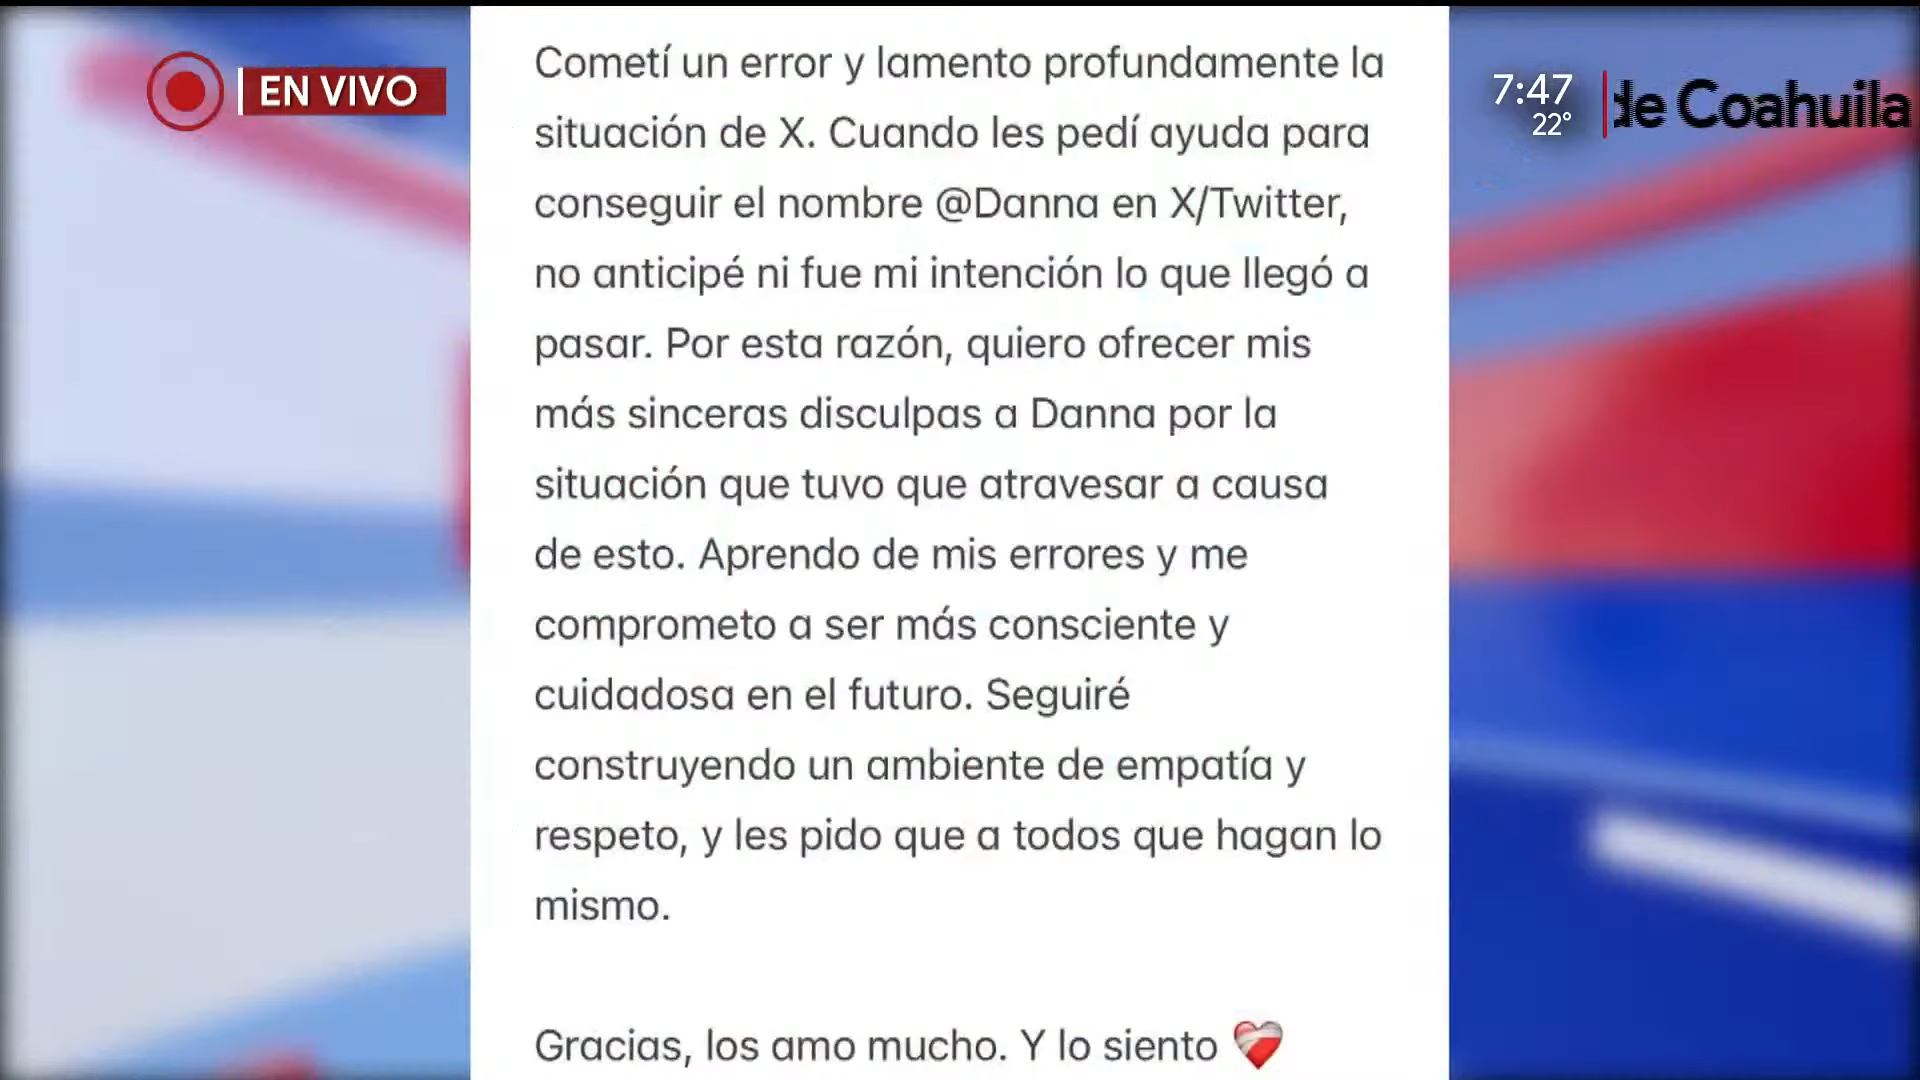 EN VIVO
7:47
22°
de Coahuila
Cometí un error y lamento profundamente la
situación de X. Cuando les pedí ayuda para
conseguir el nombre @Danna en X/Twitter,
no anticipé ni fue mi intención lo que llegó a
pasar. Por esta razón, quiero ofrecer mis
más sinceras disculpas a Danna por la
situación que tuvo que atravesar a causa
de esto. Aprendo de mis errores y me
comprometo a ser más consciente y
cuidadosa en el futuro. Seguiré
construyendo un ambiente de empatía y
respeto, y les pido que a todos que hagan lo
mismo.
Gracias, los amo mucho. Y lo siento ❤️‍🩹